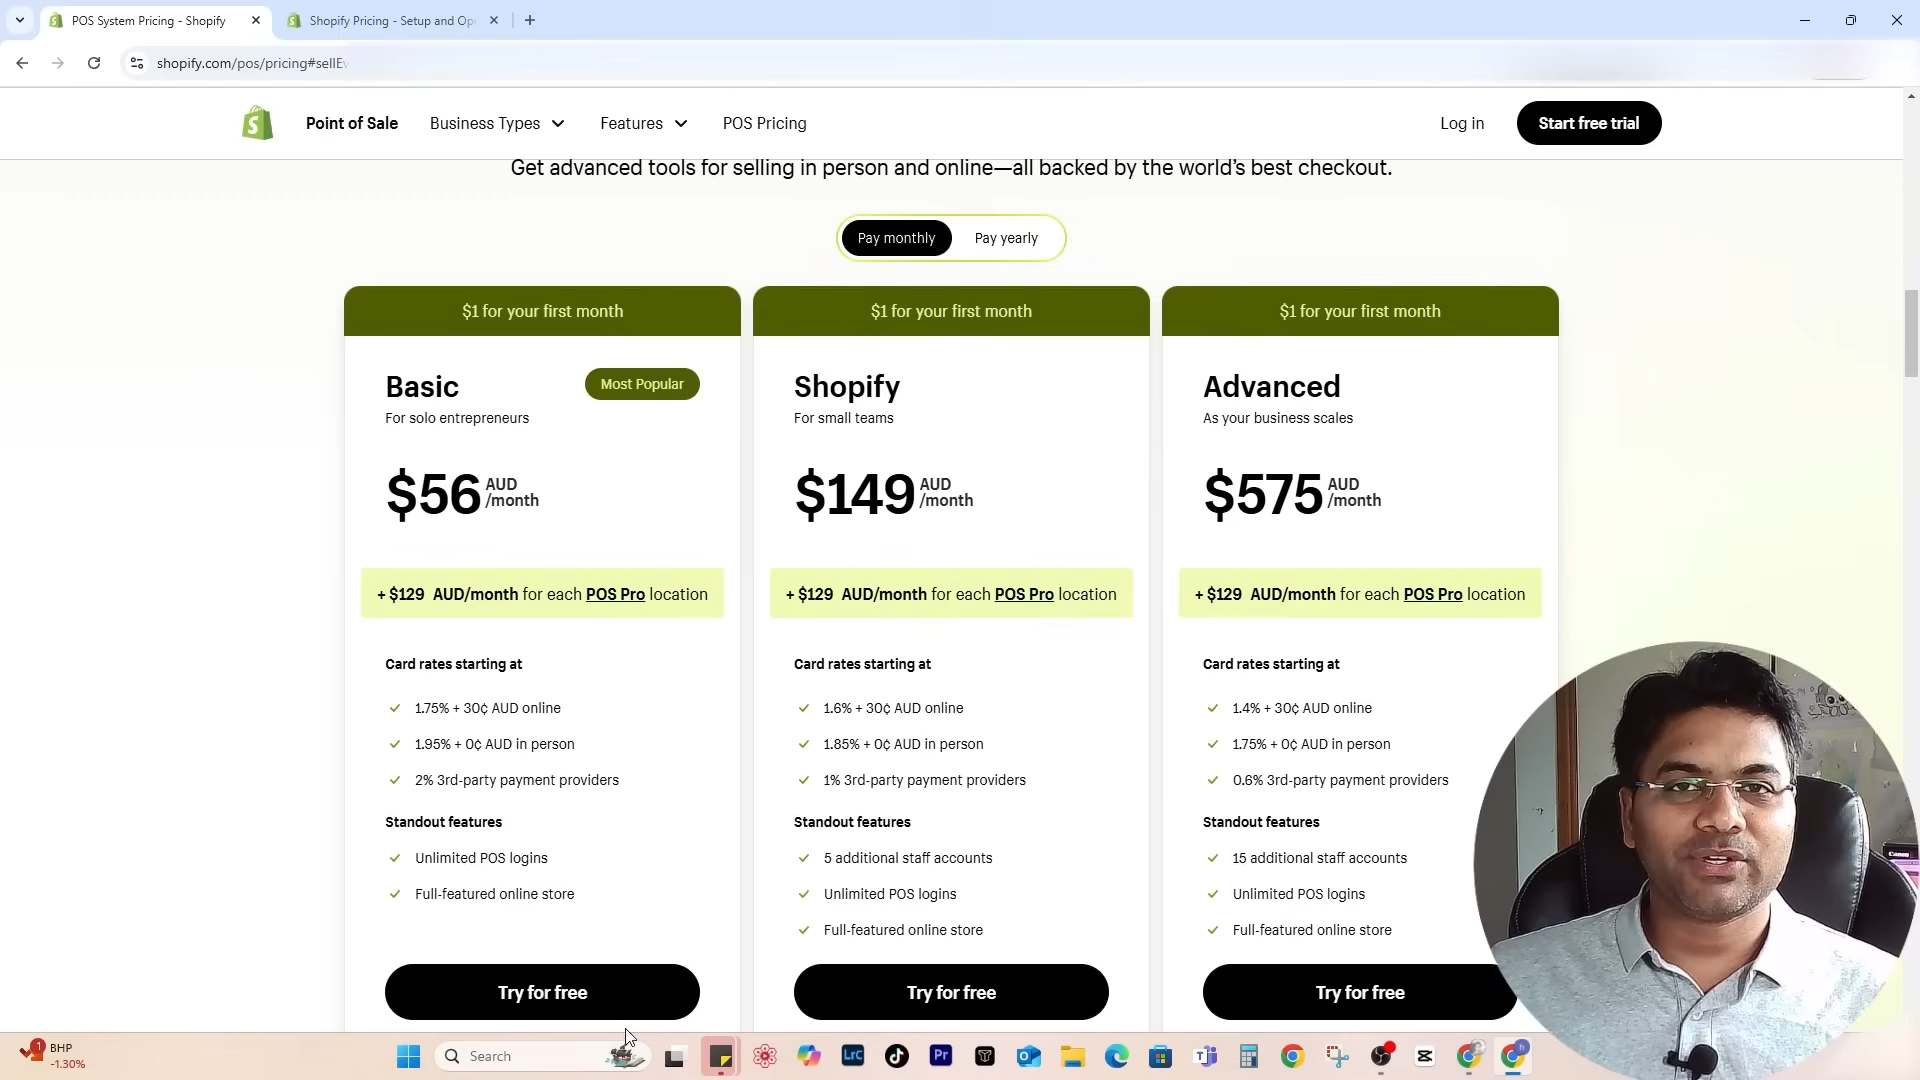 POS System Pricing - Shopify
Shopify Pricing - Setup and Op
shopify.com/pos/pricing#sellEv
Point of Sale
Business Types
Features
POS Pricing
Log in
Start free trial
Get advanced tools for selling in person and online—all backed by the world's best checkout.
Pay monthly
Pay yearly
$1 for your first month
Basic
Most Popular
For solo entrepreneurs
$56 AUD
/month
+ $129 AUD/month for each POS Pro location
Card rates starting at
1.75% + 30¢ AUD online
1.95% + 0¢ AUD in person
2% 3rd-party payment providers
Standout features
Unlimited POS logins
Full-featured online store
Try for free
$1 for your first month
Shopify
For small teams
$149 AUD
/month
+ $129 AUD/month for each POS Pro location
Card rates starting at
1.6% + 30¢ AUD online
1.85% + 0¢ AUD in person
1% 3rd-party payment providers
Standout features
5 additional staff accounts
Unlimited POS logins
Full-featured online store
Try for free
$1 for your first month
Advanced
As your business scales
$575 AUD
/month
+ $129 AUD/month for each POS Pro location
Card rates starting at
1.4% + 30¢ AUD online
1.75% + 0¢ AUD in person
0.6% 3rd-party payment providers
Standout features
15 additional staff accounts
Unlimited POS logins
Full-featured online store
Try for free
1
BHP
-1.30%
Search
LrC
Pr